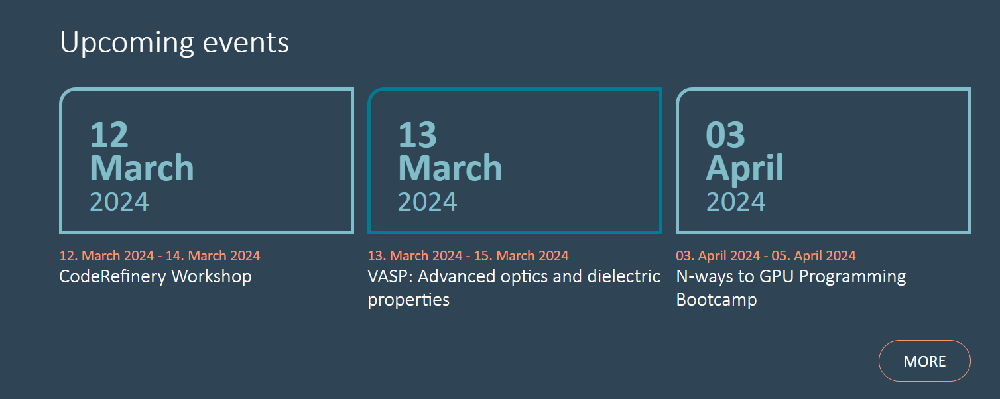 Upcoming events
12
March
2024
12. March 2024 - 14. March 2024
CodeRefinery Workshop
13
March
2024
13. March 2024 - 15. March 2024
VASP: Advanced optics and dielectric
properties
03
April
2024
03. April 2024 - 05. April 2024
N-ways to GPU Programming
Bootcamp
MORE